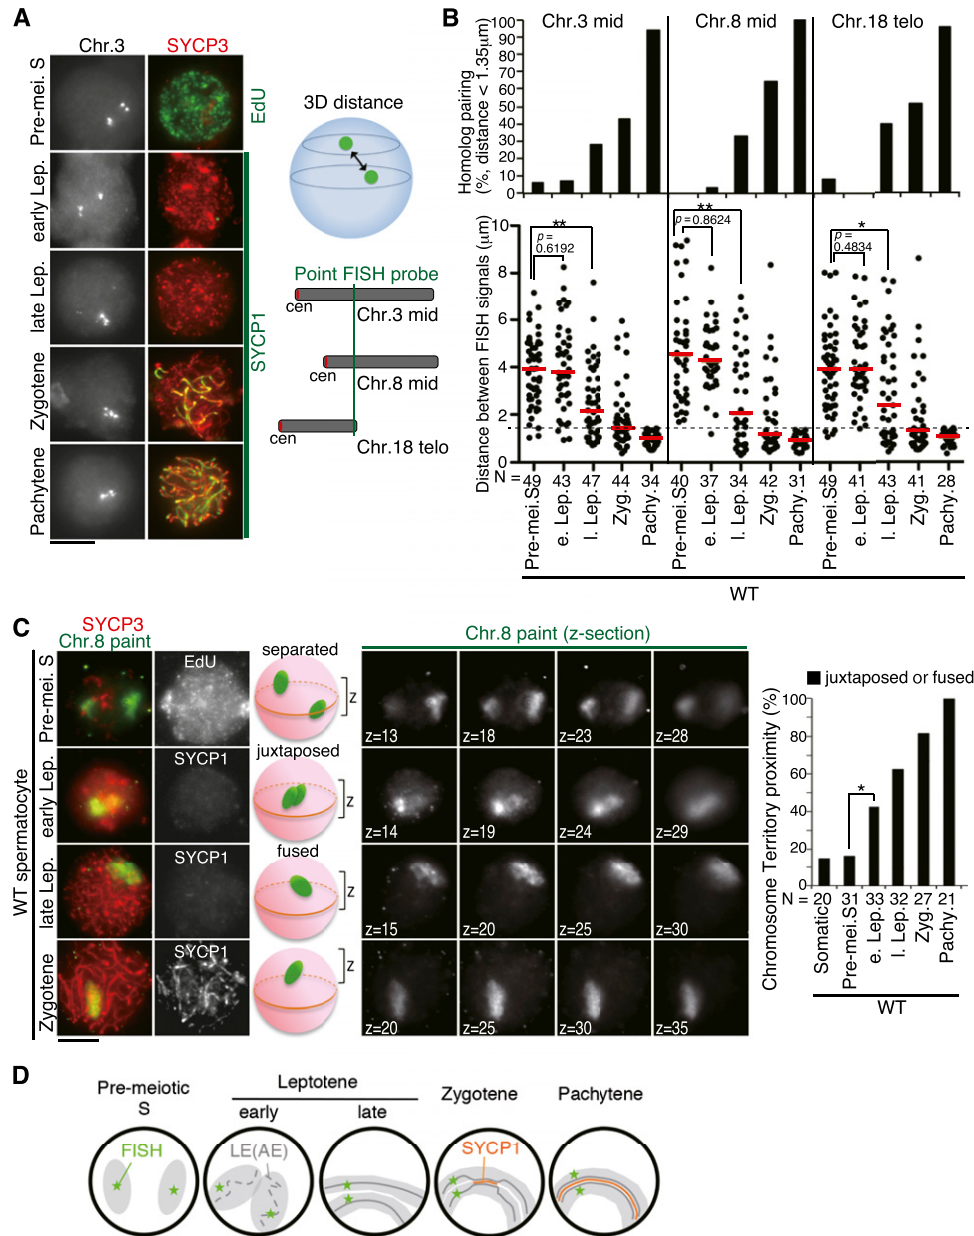 A
Chr.3
SYCP3
Pre-mei. S
early Lep.
late Lep.
Zygotene
Pachytene
EdU
SYCP1
3D distance
Point FISH probe
cen
Chr.3 mid
cen
Chr.8 mid
cen
Chr.18 telo
B
Chr.3 mid
Chr.8 mid
Chr.18 telo
Homolog pairing
(%, distance < 1.35μm)
100
90
80
70
60
50
40
30
20
10
0
Distance between FISH signals (μm)
10
8
6
4
2
0
**
p =
0.6192
**
p = 0.8624
*
p =
0.4834
N = 49 43 47 44 34 40 37 34 42 31 49 41 43 41 28
Pre-mei.S
e. Lep.
l. Lep.
Zyg.
Pachy.
Pre-mei.S
e. Lep.
l. Lep.
Zyg.
Pachy.
Pre-mei.S
e. Lep.
l. Lep.
Zyg.
Pachy.
WT
C
SYCP3
Chr.8 paint
Chr.8 paint (z-section)
WT spermatocyte
Pre-mei. S
EdU
separated
z
z=13
z=18
z=23
z=28
early Lep.
SYCP1
juxtaposed
z
z=14
z=19
z=24
z=29
late Lep.
SYCP1
fused
z
z=15
z=20
z=25
z=30
Zygotene
SYCP1
z
z=20
z=25
z=30
z=35
juxtaposed or fused
Chromosome Territory proximity (%)
100
80
60
40
20
0
*
N = 20 31 33 32 27 21
Somatic
Pre-mei.S
e. Lep.
l. Lep.
Zyg.
Pachy.
WT
D
Pre-meiotic
S
Leptotene
early
late
Zygotene
Pachytene
FISH
LE(AE)
SYCP1